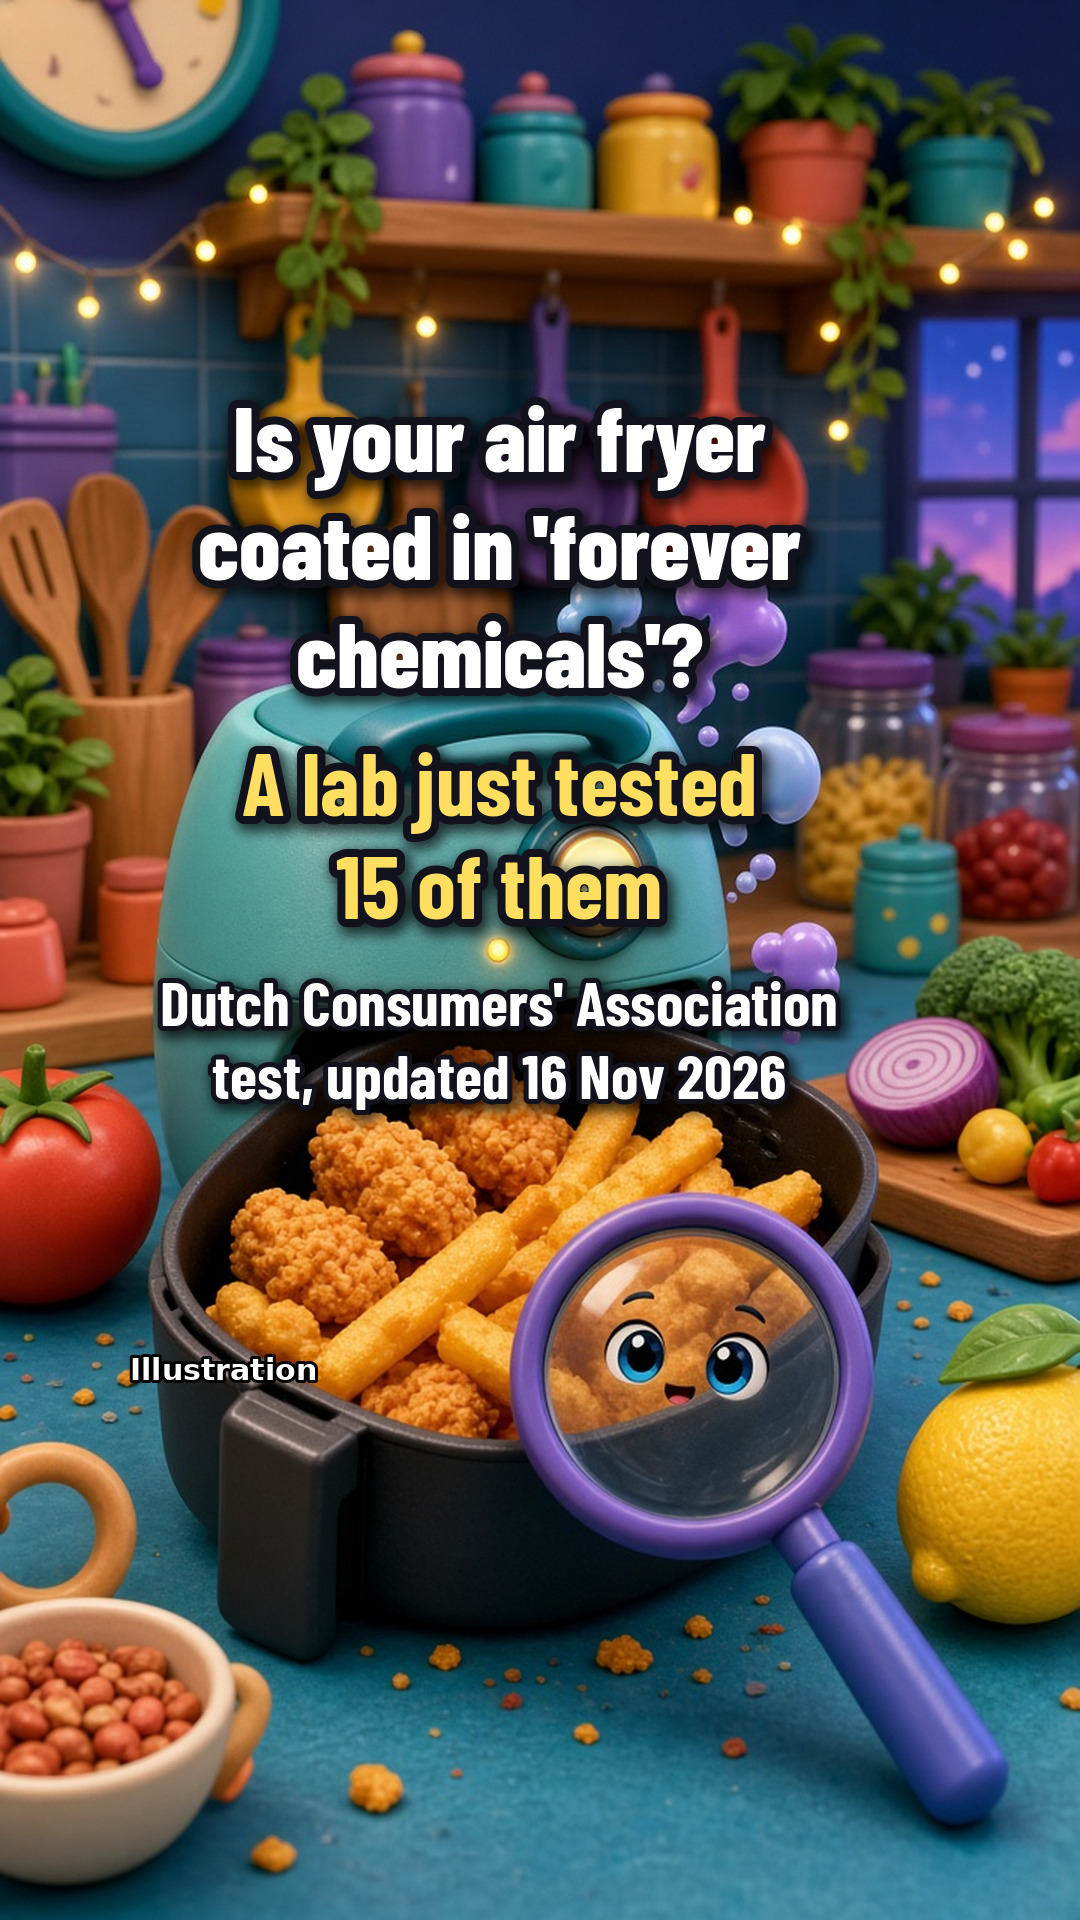 Is your air fryer
coated in 'forever
chemicals'?
A lab just tested
15 of them
Dutch Consumers' Association
test, updated 16 Nov 2026
Illustration